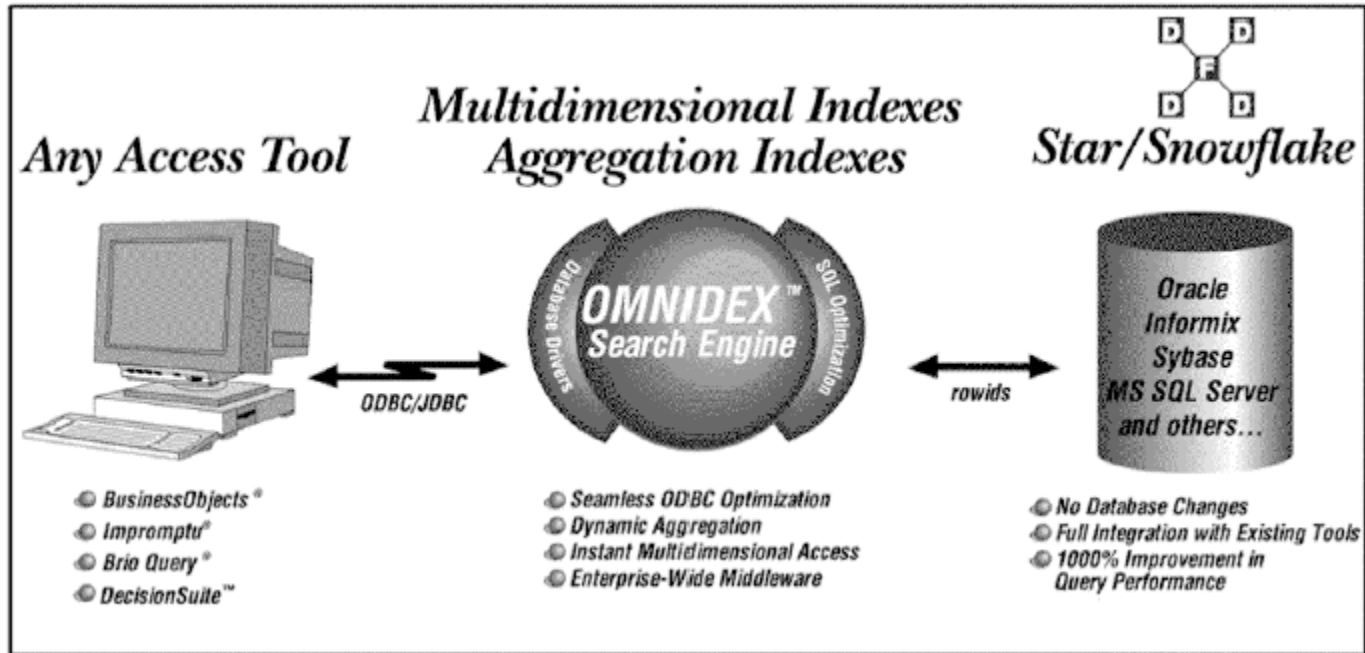 D D
F
D D
Multidimensional Indexes
Aggregation Indexes
Any Access Tool
Star/Snowflake
Database Drivers
OMNIDEX™
Search Engine
SQL Optimization
ODBC/JDBC
rowids
Oracle
Informix
Sybase
MS SQL Server
and others...
BusinessObjects®
Impromptu®
Brio Query®
DecisionSuite™
Seamless ODBC Optimization
Dynamic Aggregation
Instant Multidimensional Access
Enterprise-Wide Middleware
No Database Changes
Full Integration with Existing Tools
1000% Improvement in
Query Performance